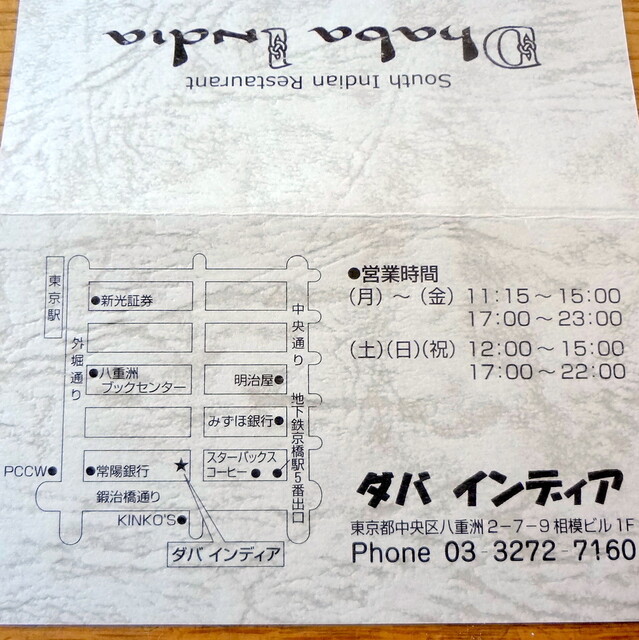 Dhaba India
South Indian Restaurant
東京駅
外堀通り
●新光証券
中央通り
●八重洲
ブックセンター
明治屋●
みずほ銀行●
地下鉄京橋駅5番出口
スターバックス
コーヒー ●
PCCW●
●常陽銀行
★
鍛治橋通り
KINKO'S●
ダバ インディア
●営業時間
(月)～(金) 11:15～15:00
17:00～23:00
(土)(日)(祝) 12:00～15:00
17:00～22:00
ダバ インディア
東京都中央区八重洲2-7-9相模ビル1F
Phone 03-3272-7160